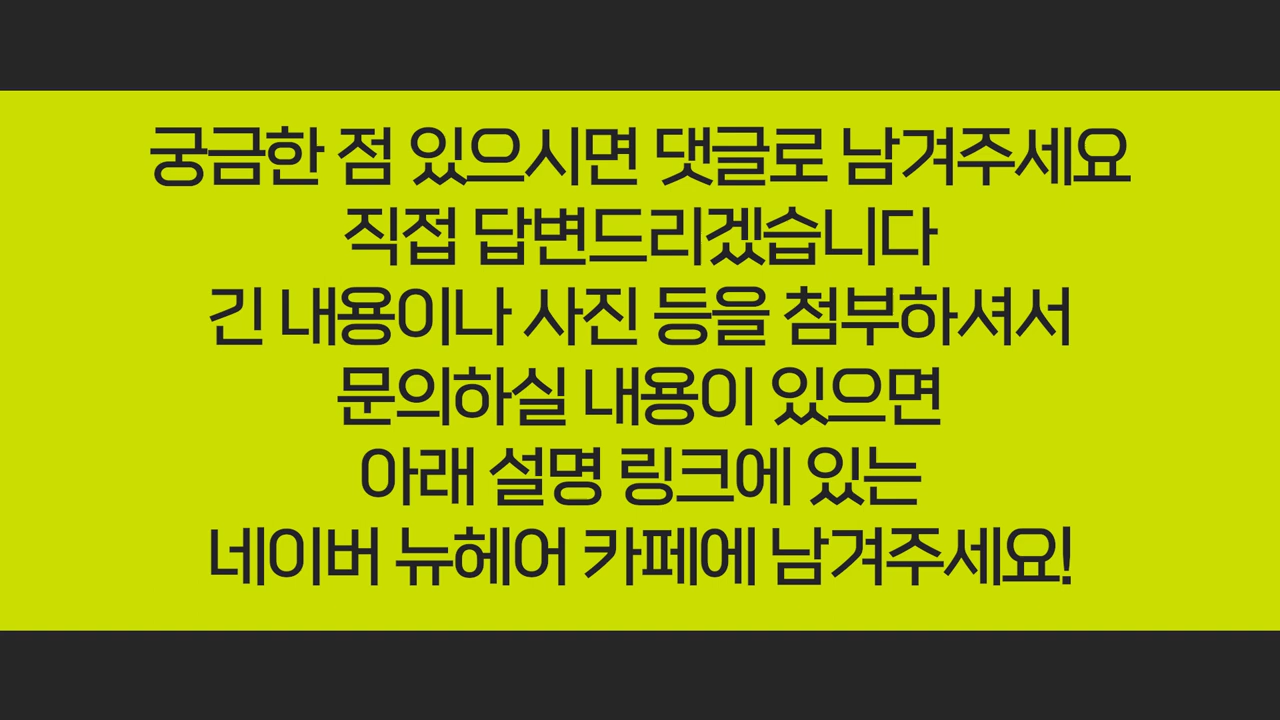 궁금한 점 있으시면 댓글로 남겨주세요
직접 답변드리겠습니다
긴 내용이나 사진 등을 첨부하셔서
문의하실 내용이 있으면
아래 설명 링크에 있는
네이버 뉴헤어 카페에 남겨주세요!